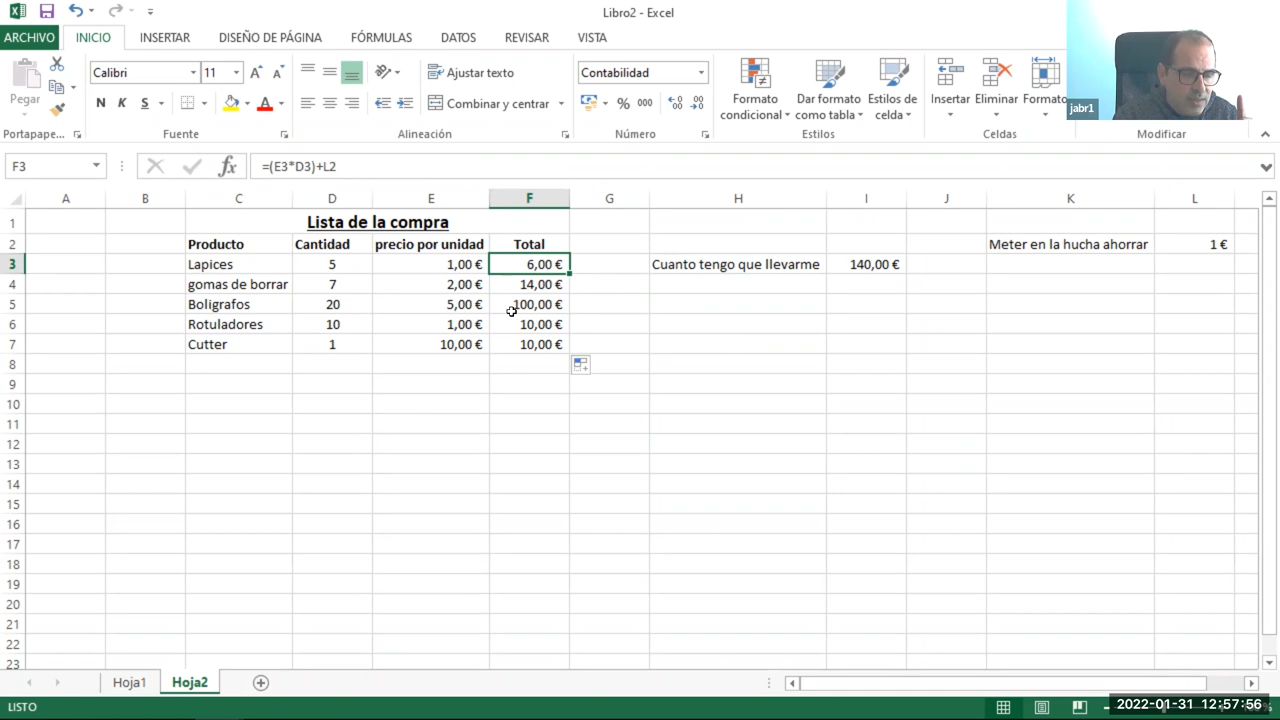 Libro2 - Excel
ARCHIVO INICIO INSERTAR DISEÑO DE PÁGINA FÓRMULAS DATOS REVISAR VISTA
Pegar
Calibri 11
N K S
Ajustar texto
Combinar y centrar
Contabilidad
% 000
Formato condicional
Dar formato como tabla
Estilos de celda
Insertar
Eliminar
Formato
jabr1
Portapape... Fuente Alineación Número Estilos Celdas Modificar
F3 fx =(E3*D3)+L2
A B C D E F G H I J K L
1 Lista de la compra
2 Producto Cantidad precio por unidad Total Meter en la hucha ahorrar 1 €
3 Lapices 5 1,00 € 6,00 € Cuanto tengo que llevarme 140,00 €
4 gomas de borrar 7 2,00 € 14,00 €
5 Boligrafos 20 5,00 € 100,00 €
6 Rotuladores 10 1,00 € 10,00 €
7 Cutter 1 10,00 € 10,00 €
8
9
10
11
12
13
14
15
16
17
18
19
20
21
22
23
Hoja1 Hoja2
LISTO
2022-01-31 12:57:56